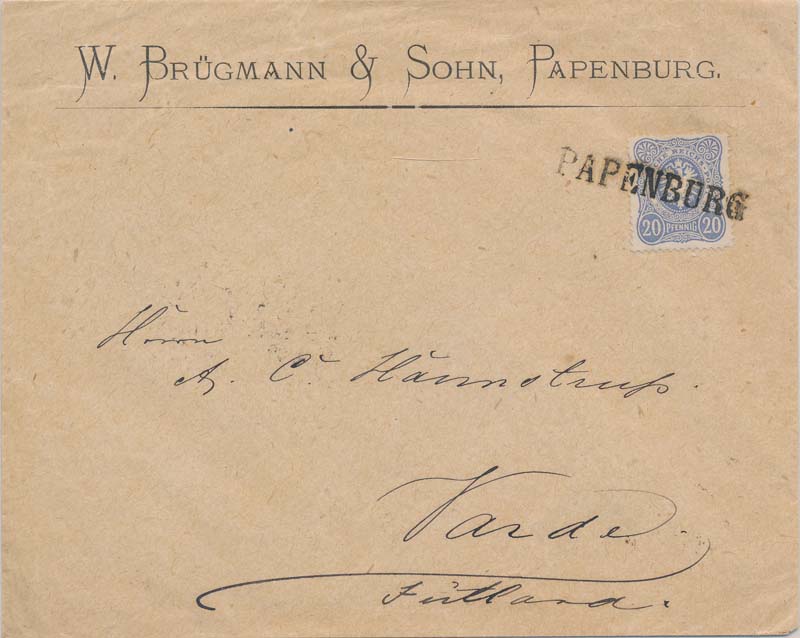 W. BRÜGMANN & SOHN, PAPENBURG.
PAPENBURG
20 PFENNIG 20
Herrn
A. C.
Varde
Jütland.